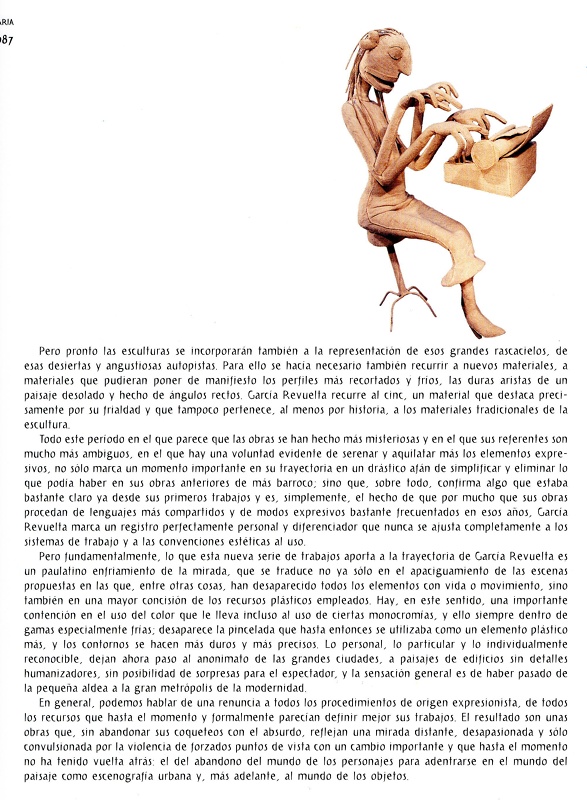 ARIA
987
Pero pronto las esculturas se incorporarán también a la representación de esos grandes rascacielos, de
esas desiertas y angustiosas autopistas. Para ello se hacía necesario también recurrir a nuevos materiales, a
materiales que pudieran poner de manifiesto los perfiles más recortados y fríos, las duras aristas de un
paisaje desolado y hecho de ángulos rectos. García Revuelta recurre al cinc, un material que destaca preci-
samente por su frialdad y que tampoco pertenece, al menos por historia, a los materiales tradicionales de la
escultura.
Todo este período en el que parece que las obras se han hecho más misteriosas y en el que sus referentes son
mucho más ambiguos, en el que hay una voluntad evidente de serenar y aquilatar más los elementos expre-
sivos, no sólo marca un momento importante en su trayectoria en un drástico afán de simplificar y eliminar lo
que podía haber en sus obras anteriores de más barroco; sino que, sobre todo, confirma algo que estaba
bastante claro ya desde sus primeros trabajos y es, simplemente, el hecho de que por mucho que sus obras
procedan de lenguajes más compartidos y de modos expresivos bastante frecuentados en esos años, García
Revuelta marca un registro perfectamente personal y diferenciador que nunca se ajusta completamente a los
sistemas de trabajo y a las convenciones estéticas al uso.
Pero fundamentalmente, lo que esta nueva serie de trabajos aporta a la trayectoria de García Revuelta es
un paulatino enfriamiento de la mirada, que se traduce no ya sólo en el apaciguamiento de las escenas
propuestas en las que, entre otras cosas, han desaparecido todos los elementos con vida o movimiento, sino
también en una mayor concisión de los recursos plásticos empleados. Hay, en este sentido, una importante
contención en el uso del color que le lleva incluso al uso de ciertas monocromías, y ello siempre dentro de
gamas especialmente frías; desaparece la pincelada que hasta entonces se utilizaba como un elemento plástico
más, y los contornos se hacen más duros y más precisos. Lo personal, lo particular y lo individualmente
reconocible, dejan ahora paso al anonimato de las grandes ciudades, a paisajes de edificios sin detalles
humanizadores, sin posibilidad de sorpresas para el espectador, y la sensación general es de haber pasado de
la pequeña aldea a la gran metrópolis de la modernidad.
En general, podemos hablar de una renuncia a todos los procedimientos de origen expresionista, de todos
los recursos que hasta el momento y formalmente parecían definir mejor sus trabajos. El resultado son unas
obras que, sin abandonar sus coqueteos con el absurdo, reflejan una mirada distante, desapasionada y sólo
convulsionada por la violencia de forzados puntos de vista con un cambio importante y que hasta el momento
no ha tenido vuelta atrás: el del abandono del mundo de los personajes para adentrarse en el mundo del
paisaje como escenografía urbana y, más adelante, al mundo de los objetos.